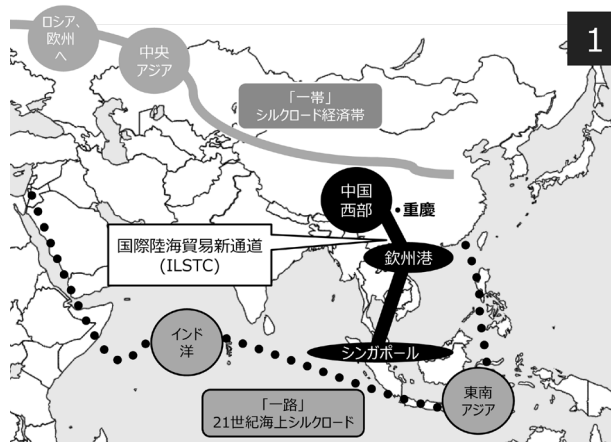 1
ロシア、
欧州
へ
中央
アジア
「一帯」
シルクロード経済帯
中国
西部
・重慶
国際陸海貿易新通道
(ILSTC)
欽州港
インド
洋
シンガポール
「一路」
21世紀海上シルクロード
東南
アジア